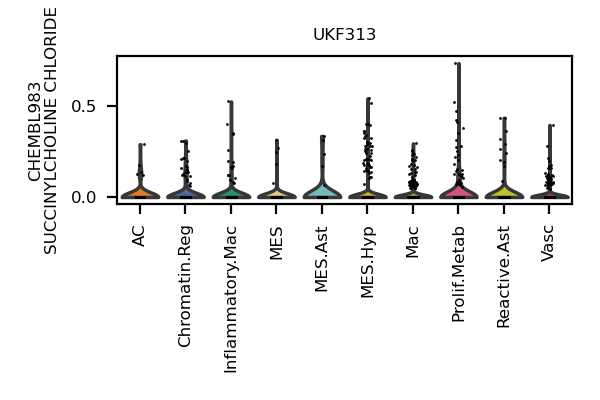 UKF313
CHEMBL983
SUCCINYLCHOLINE CHLORIDE
0.5
0.0
AC
Chromatin.Reg
Inflammatory.Mac
MES
MES.Ast
MES.Hyp
Mac
Prolif.Metab
Reactive.Ast
Vasc